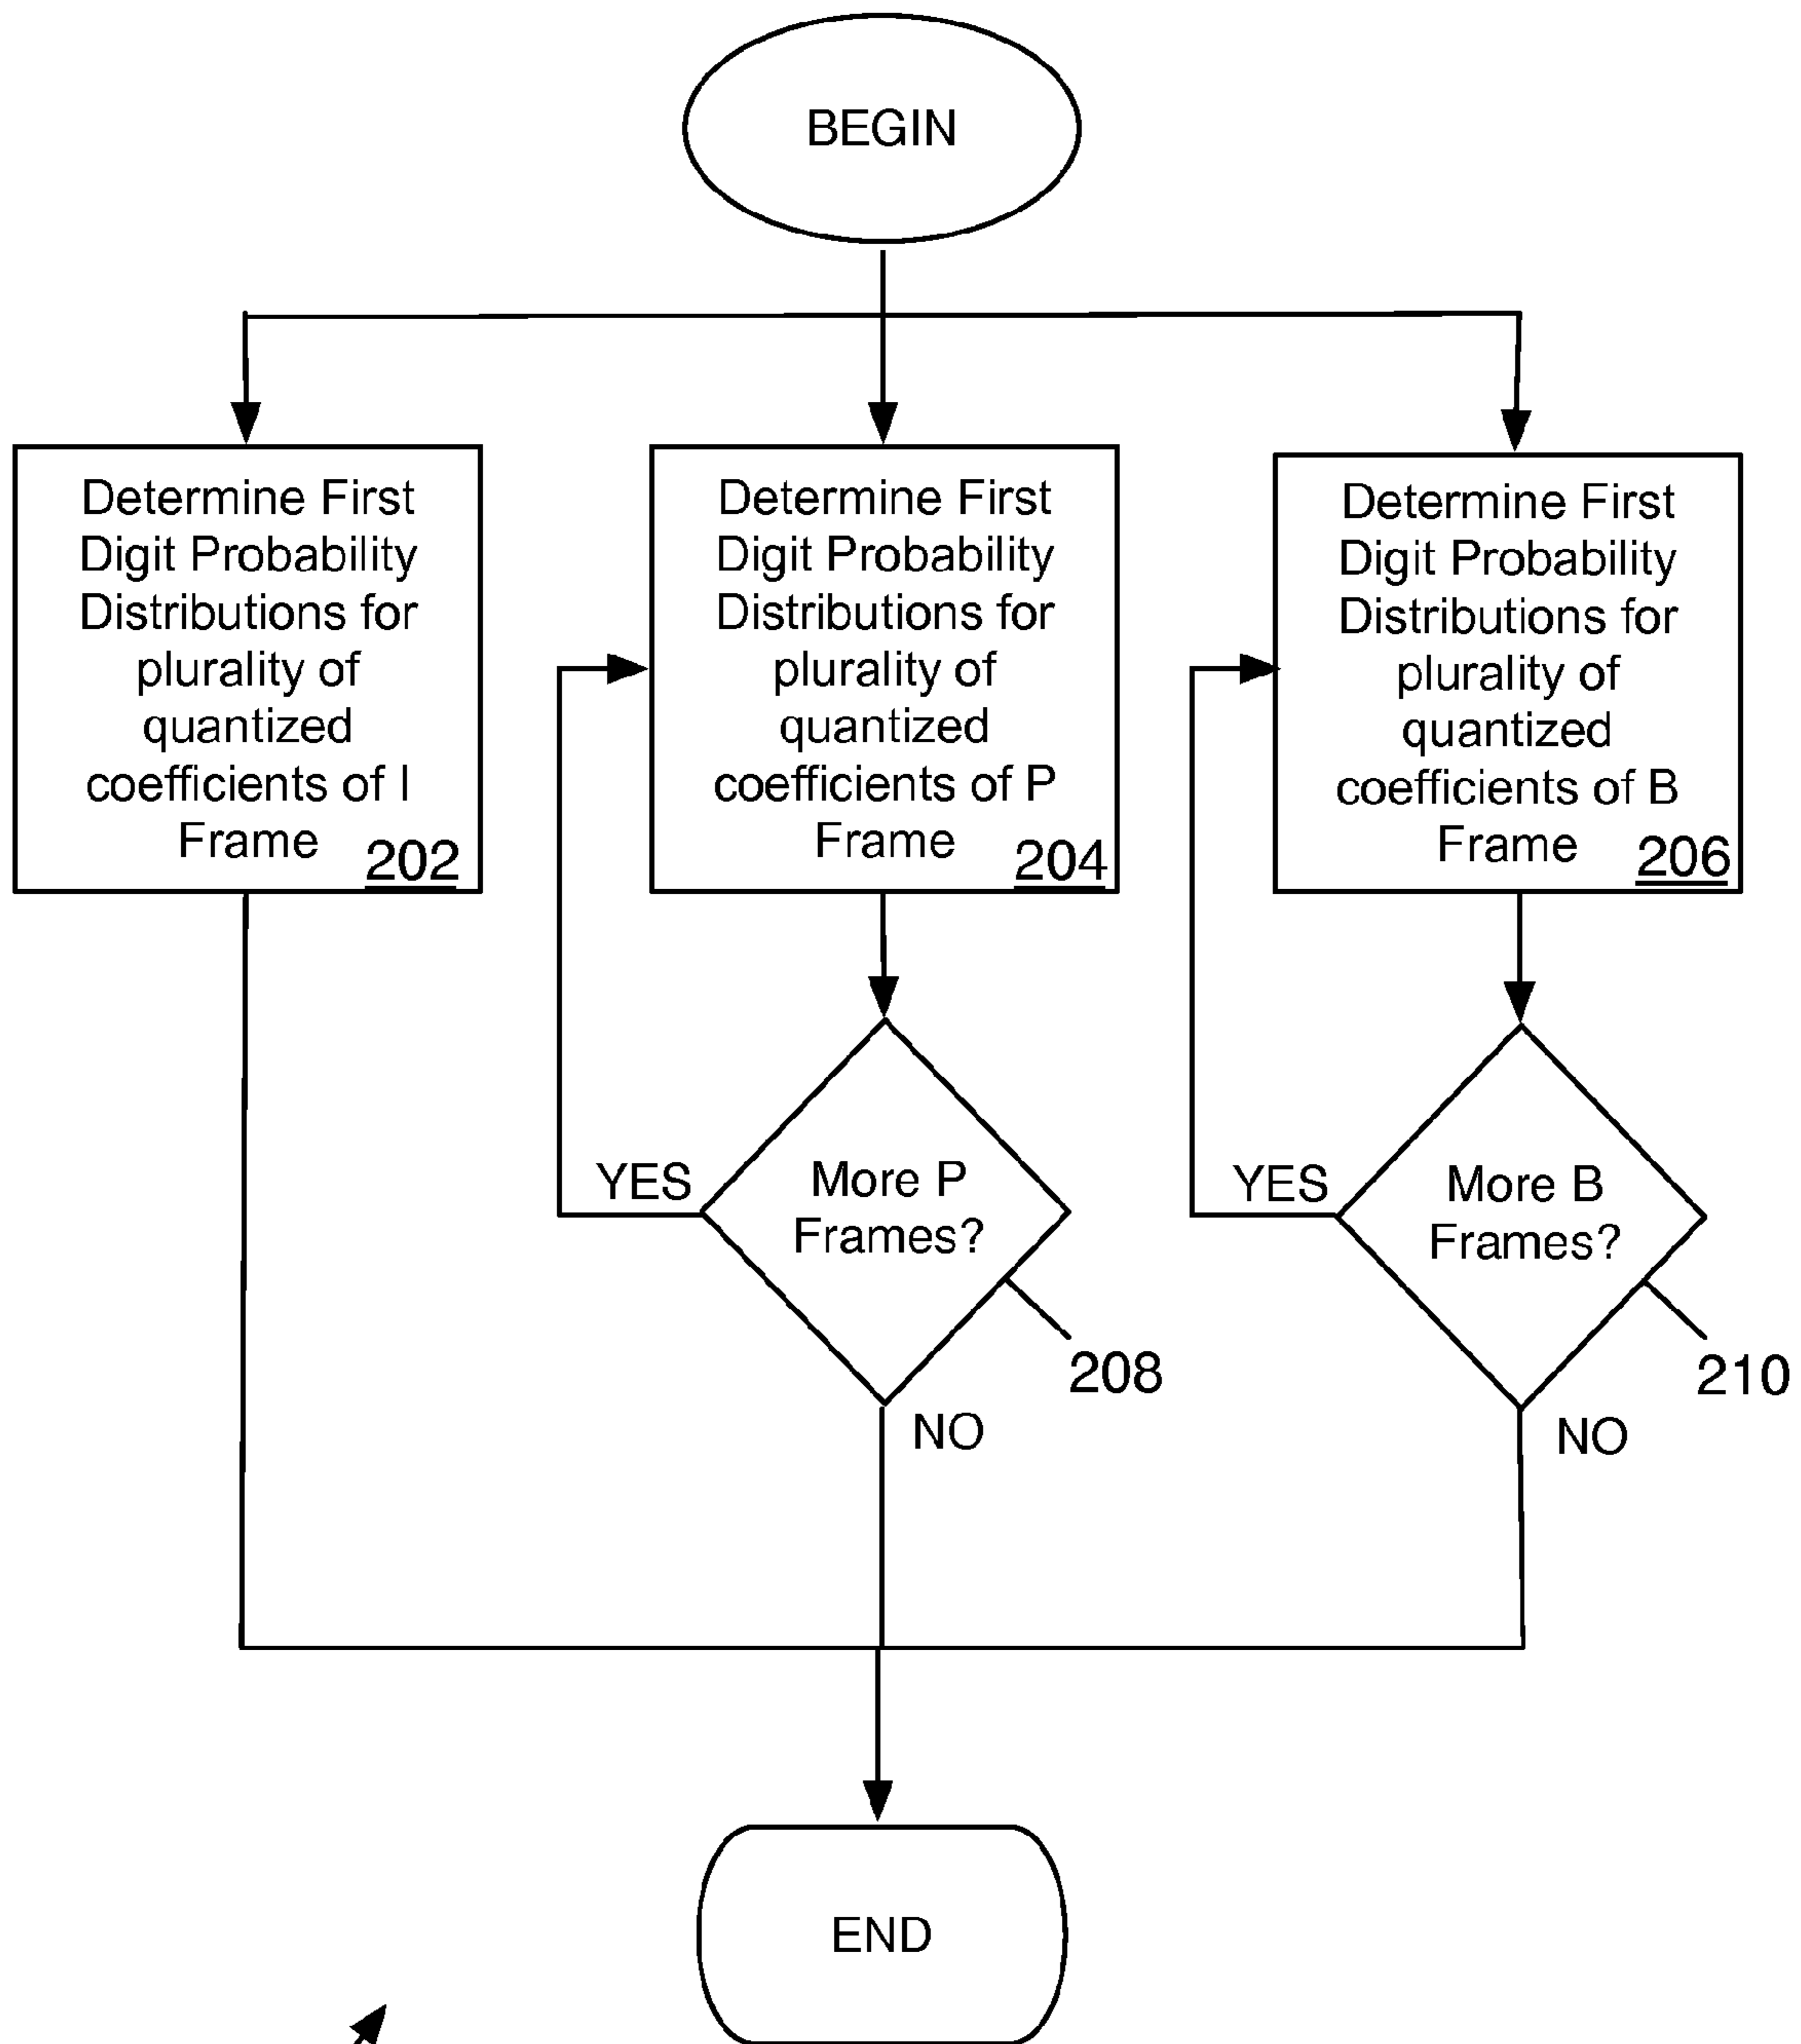 BEGIN
Determine First
Digit Probability
Distributions for
plurality of
quantized
coefficients of I
Frame
202
Determine First
Digit Probability
Distributions for
plurality of
quantized
coefficients of P
Frame
204
Determine First
Digit Probability
Distributions for
plurality of
quantized
coefficients of B
Frame
206
YES
More P
Frames?
208
NO
YES
More B
Frames?
210
NO
END